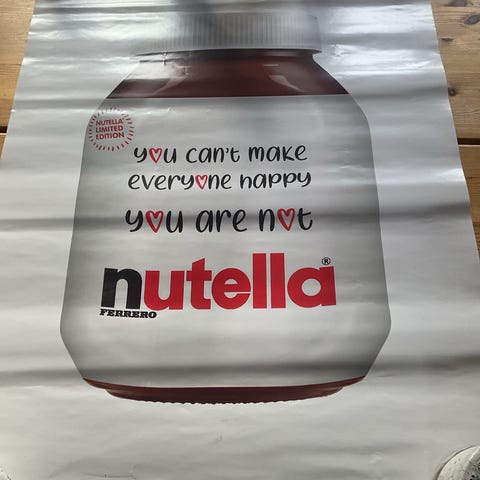 NUTELLA®
LIMITED
EDITION
you can't make
everyone happy
you are not
nutella®
FERRERO